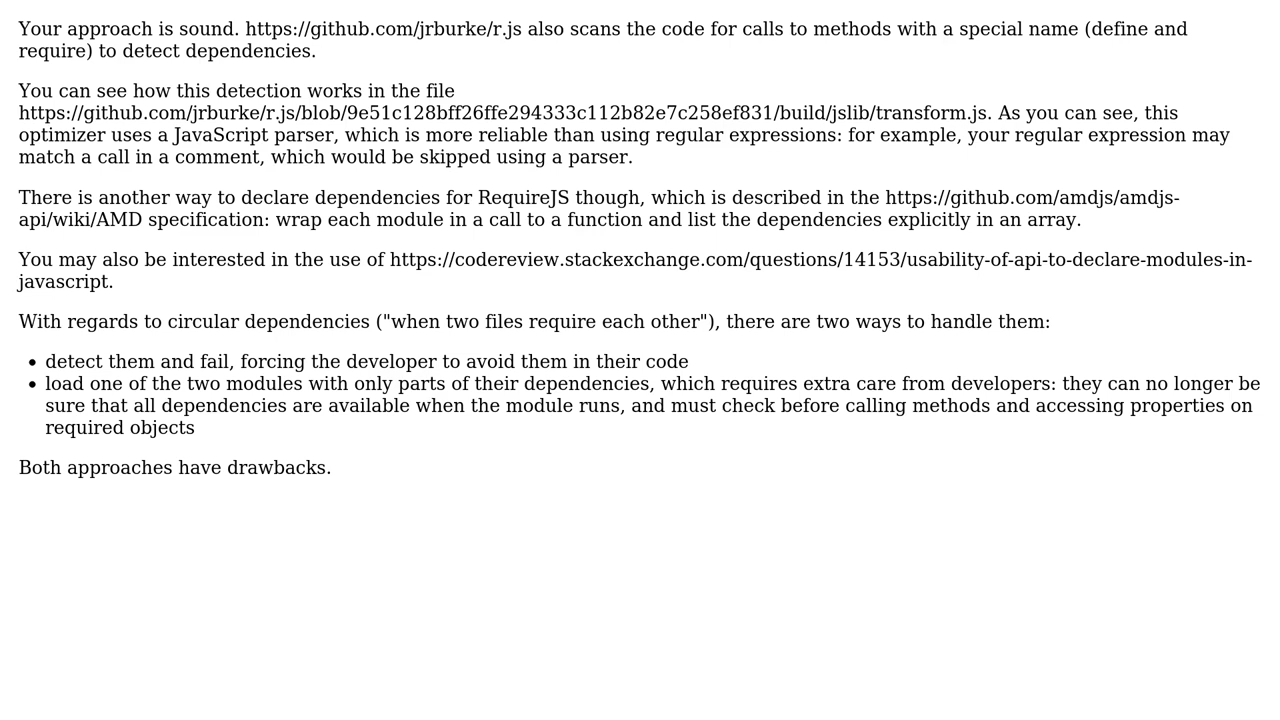 Your approach is sound. https://github.com/jrburke/r.js also scans the code for calls to methods with a special name (define and
require) to detect dependencies.
You can see how this detection works in the file
https://github.com/jrburke/r.js/blob/9e51c128bff26ffe294333c112b82e7c258ef831/build/jslib/transform.js. As you can see, this
optimizer uses a JavaScript parser, which is more reliable than using regular expressions: for example, your regular expression may
match a call in a comment, which would be skipped using a parser.
There is another way to declare dependencies for RequireJS though, which is described in the https://github.com/amdjs/amdjs-
api/wiki/AMD specification: wrap each module in a call to a function and list the dependencies explicitly in an array.
You may also be interested in the use of https://codereview.stackexchange.com/questions/14153/usability-of-api-to-declare-modules-in-
javascript.
With regards to circular dependencies ("when two files require each other"), there are two ways to handle them:
• detect them and fail, forcing the developer to avoid them in their code
• load one of the two modules with only parts of their dependencies, which requires extra care from developers: they can no longer be
sure that all dependencies are available when the module runs, and must check before calling methods and accessing properties on
required objects
Both approaches have drawbacks.